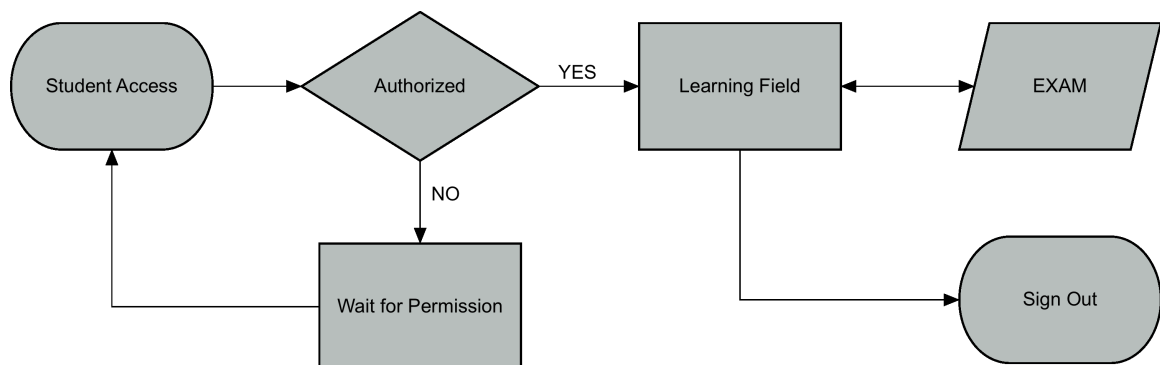 Student Access
Authorized
YES
Learning Field
EXAM
NO
Wait for Permission
Sign Out